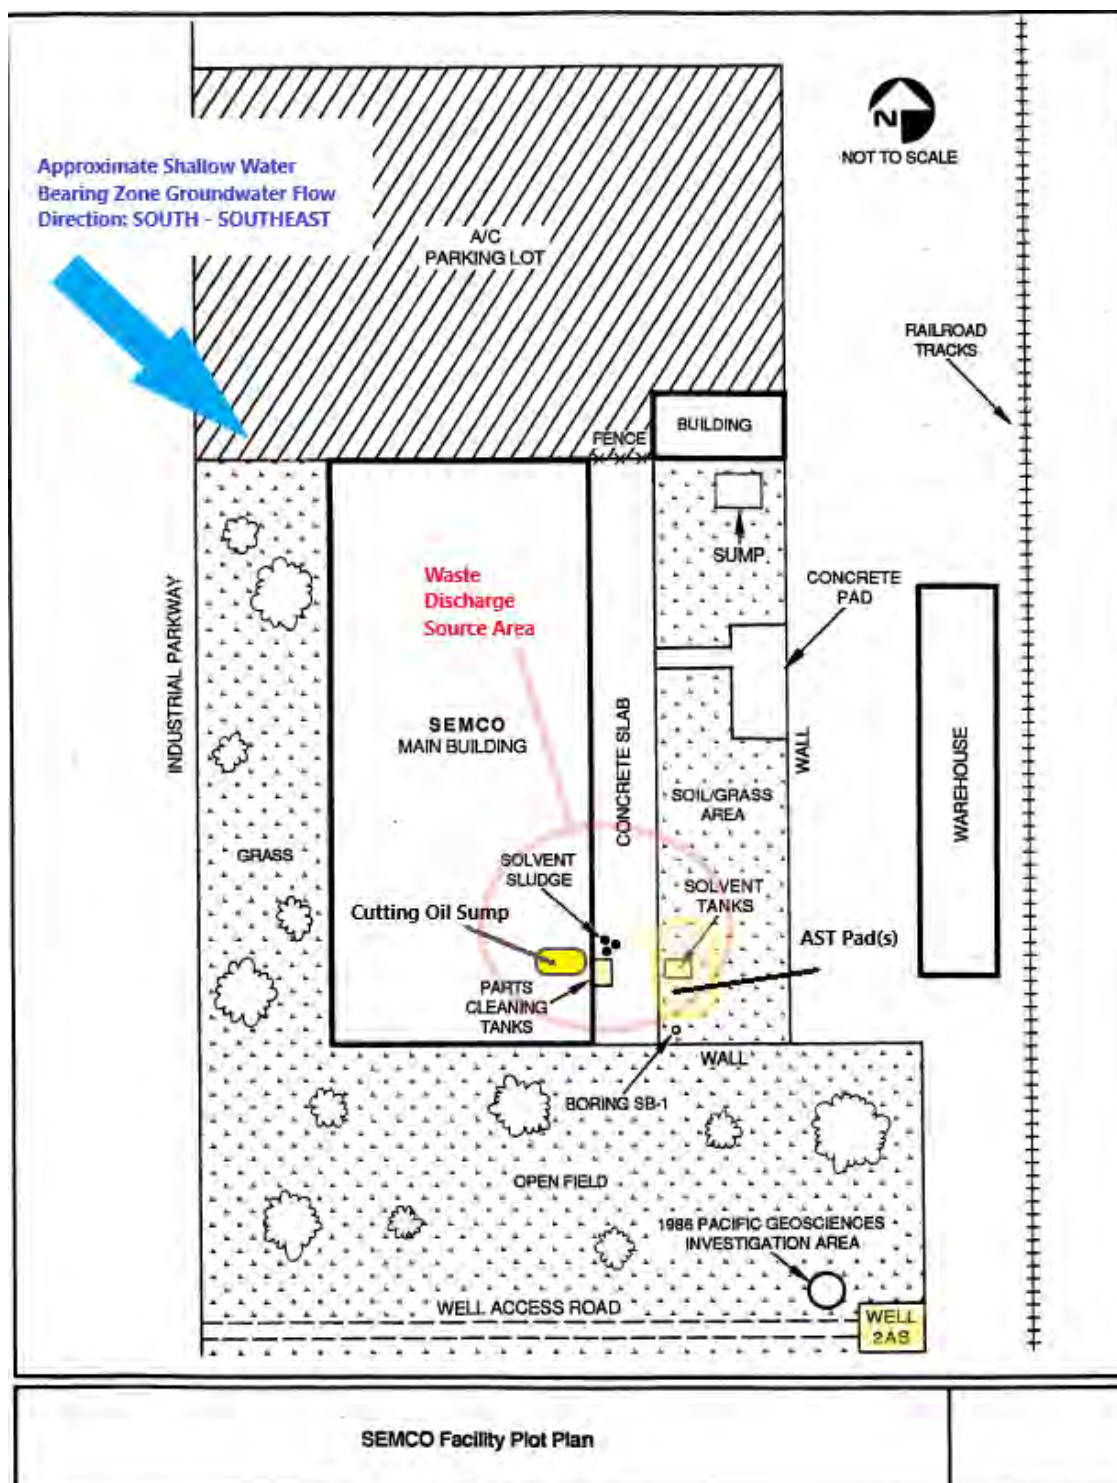 N
NOT TO SCALE
Approximate Shallow Water
Bearing Zone Groundwater Flow
Direction: SOUTH - SOUTHEAST
A/C
PARKING LOT
RAILROAD
TRACKS
FENCE
BUILDING
SUMP
CONCRETE
PAD
Waste
Discharge
Source Area
INDUSTRIAL PARKWAY
SEMCO
MAIN BUILDING
CONCRETE SLAB
WALL
WAREHOUSE
SOIL/GRASS
AREA
GRASS
SOLVENT
SLUDGE
SOLVENT
TANKS
Cutting Oil Sump
AST Pad(s)
PARTS
CLEANING
TANKS
WALL
BORING SB-1
OPEN FIELD
1986 PACIFIC GEOSCIENCES
INVESTIGATION AREA
WELL ACCESS ROAD
WELL
2AS
SEMCO Facility Plot Plan